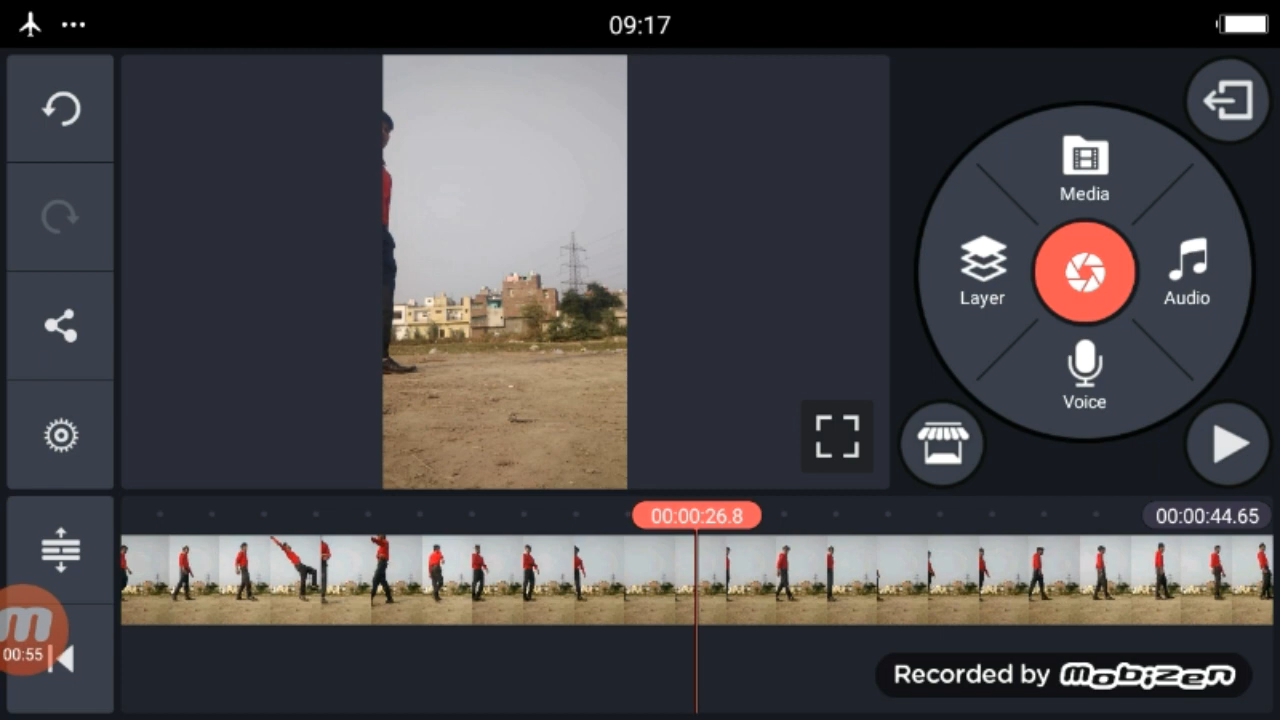 09:17
Media
Layer
Audio
Voice
00:00:26.8
00:00:44.65
00:55
Recorded by mobizen